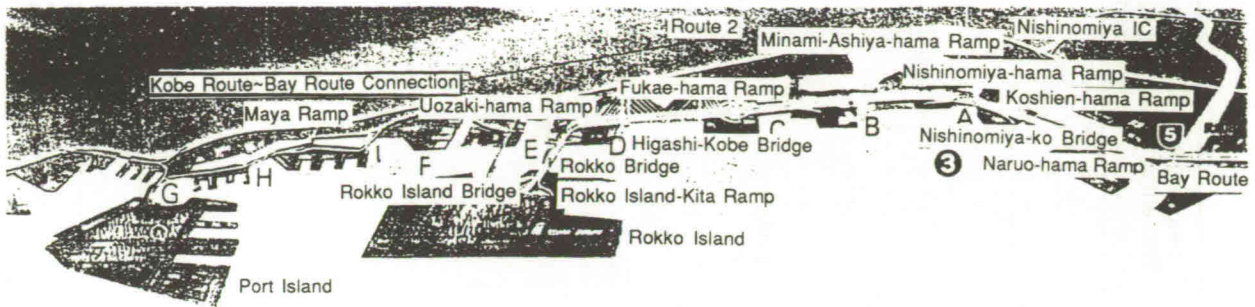 Route 2
Nishinomiya IC
Minami-Ashiya-hama Ramp
Kobe Route~Bay Route Connection
Nishinomiya-hama Ramp
Fukae-hama Ramp
Uozaki-hama Ramp
Koshien-hama Ramp
Maya Ramp
A
B
C
5
Nishinomiya-ko Bridge
D
Higashi-Kobe Bridge
E
F
I
Rokko Bridge
3
Naruo-hama Ramp
Bay Route
H
G
Rokko Island Bridge
Rokko Island-Kita Ramp
Rokko Island
Port Island